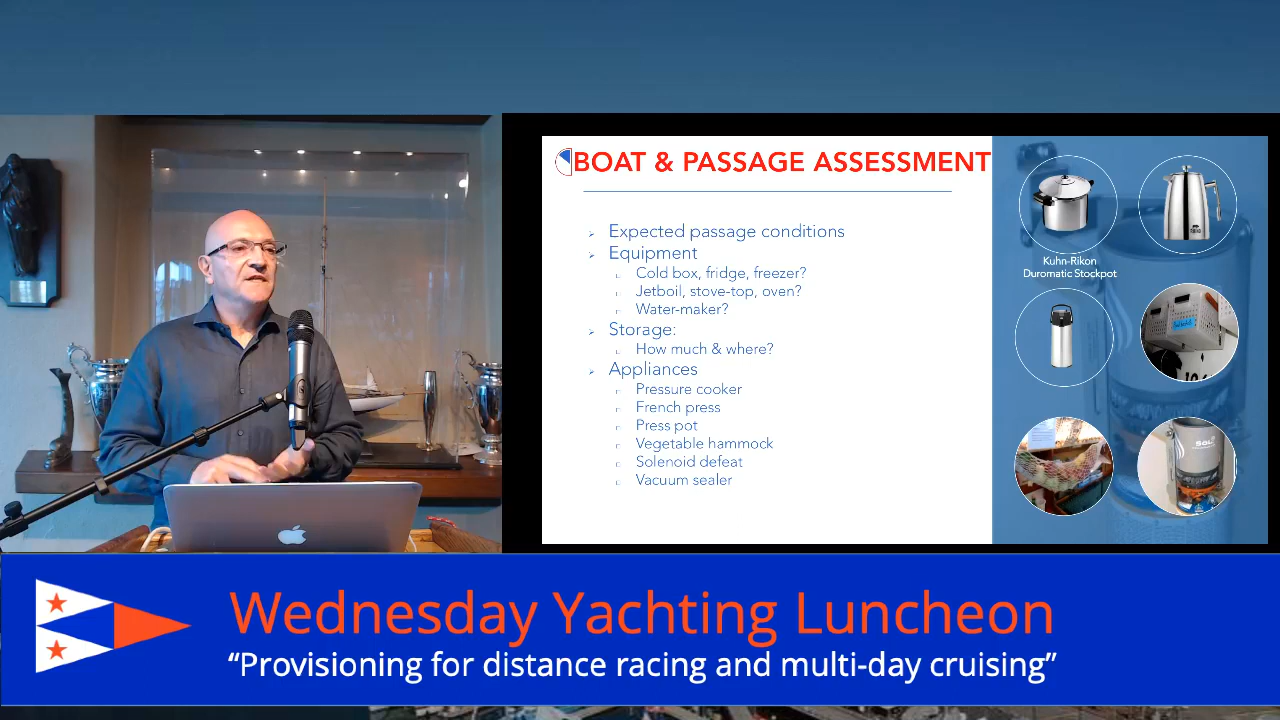 BOAT & PASSAGE ASSESSMENT
Expected passage conditions
Equipment
Cold box, fridge, freezer?
Jetboil, stove-top, oven?
Water-maker?
Storage:
How much & where?
Appliances
Pressure cooker
French press
Press pot
Vegetable hammock
Solenoid defeat
Vacuum sealer
Kuhn-Rikon
Duromatic Stockpot
Wednesday Yachting Luncheon
“Provisioning for distance racing and multi-day cruising”